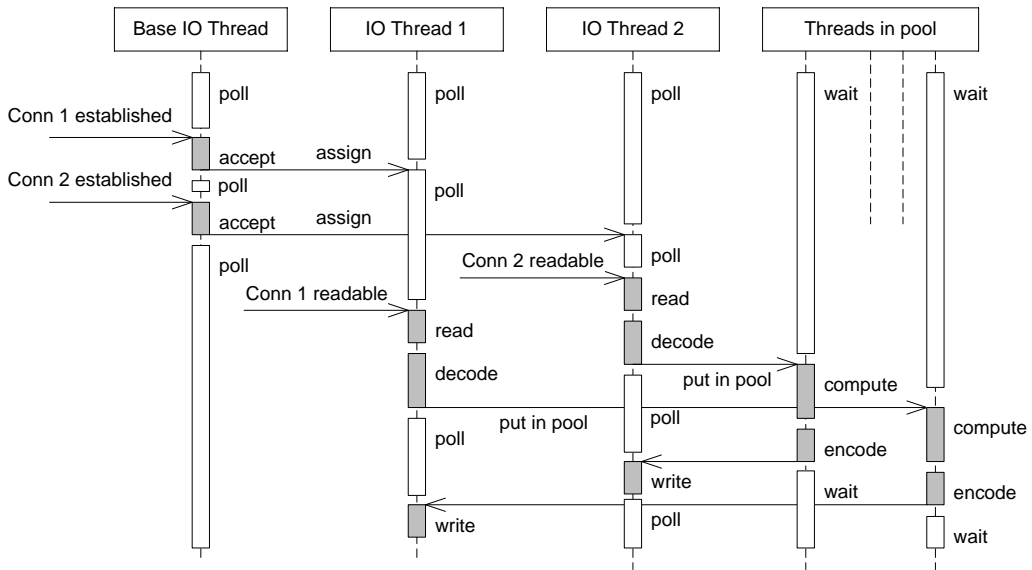 Base IO Thread
IO Thread 1
IO Thread 2
Threads in pool
poll
poll
poll
wait
wait
Conn 1 established
accept
assign
Conn 2 established
poll
poll
accept
assign
poll
Conn 2 readable
poll
Conn 1 readable
read
read
decode
decode
put in pool
compute
put in pool
poll
poll
compute
encode
write
wait
encode
write
poll
wait